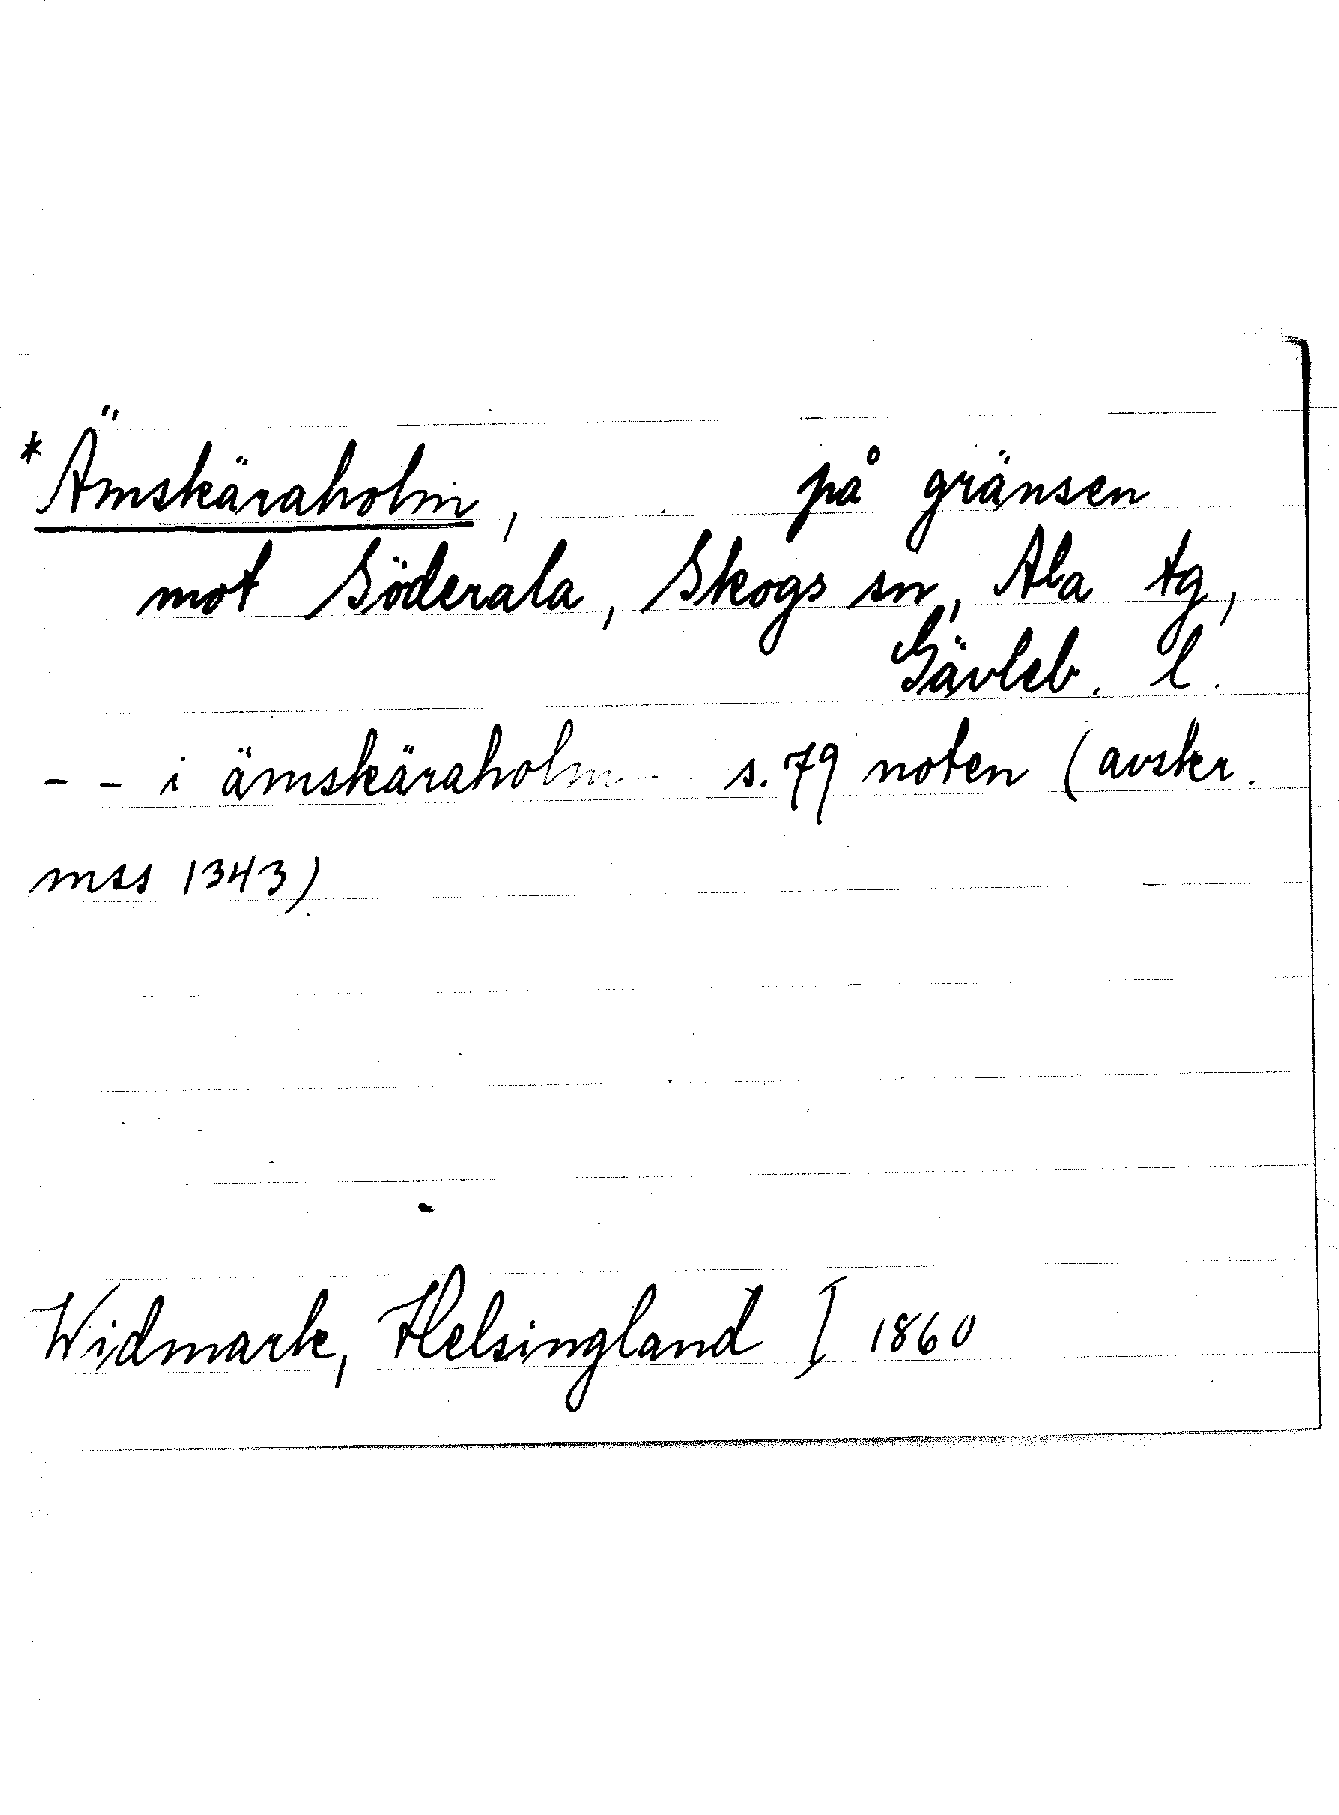 *Ämskäraholm, på gränsen
mot Söderala, Skogs sn, Ala tg,
Gävleb. l.
- - i ämskäraholm - s. 79 noten (avskr.
mss 1343)
Widmark, Helsingland I 1860